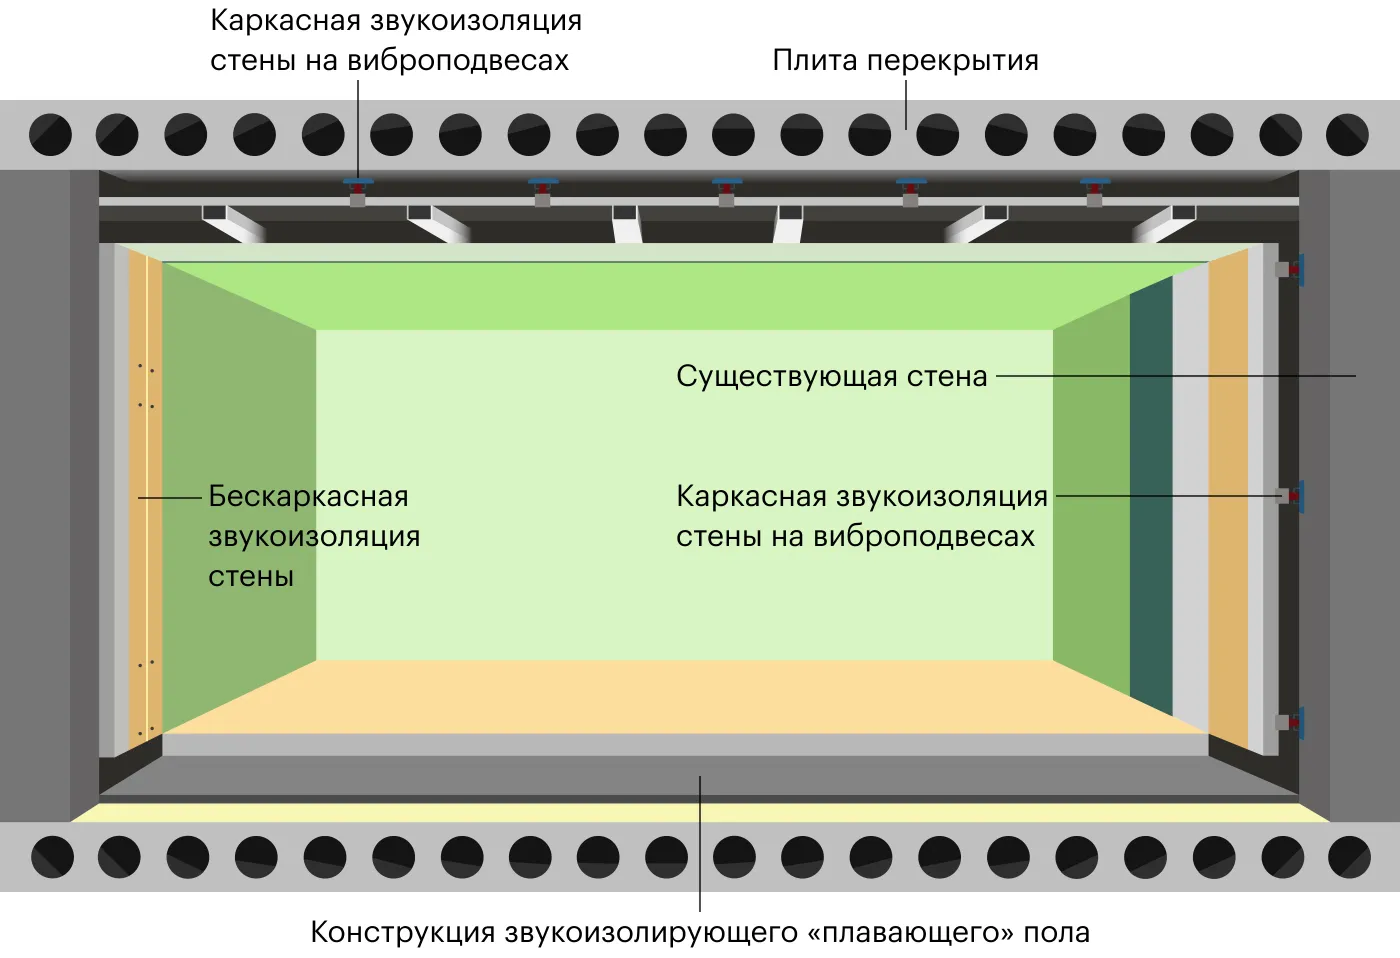 Каркасная звукоизоляция
стены на виброподвесах
Плита перекрытия
Существующая стена
Бескаркасная
звукоизоляция
стены
Каркасная звукоизоляция
стены на виброподвесах
Конструкция звукоизолирующего «плавающего» пола